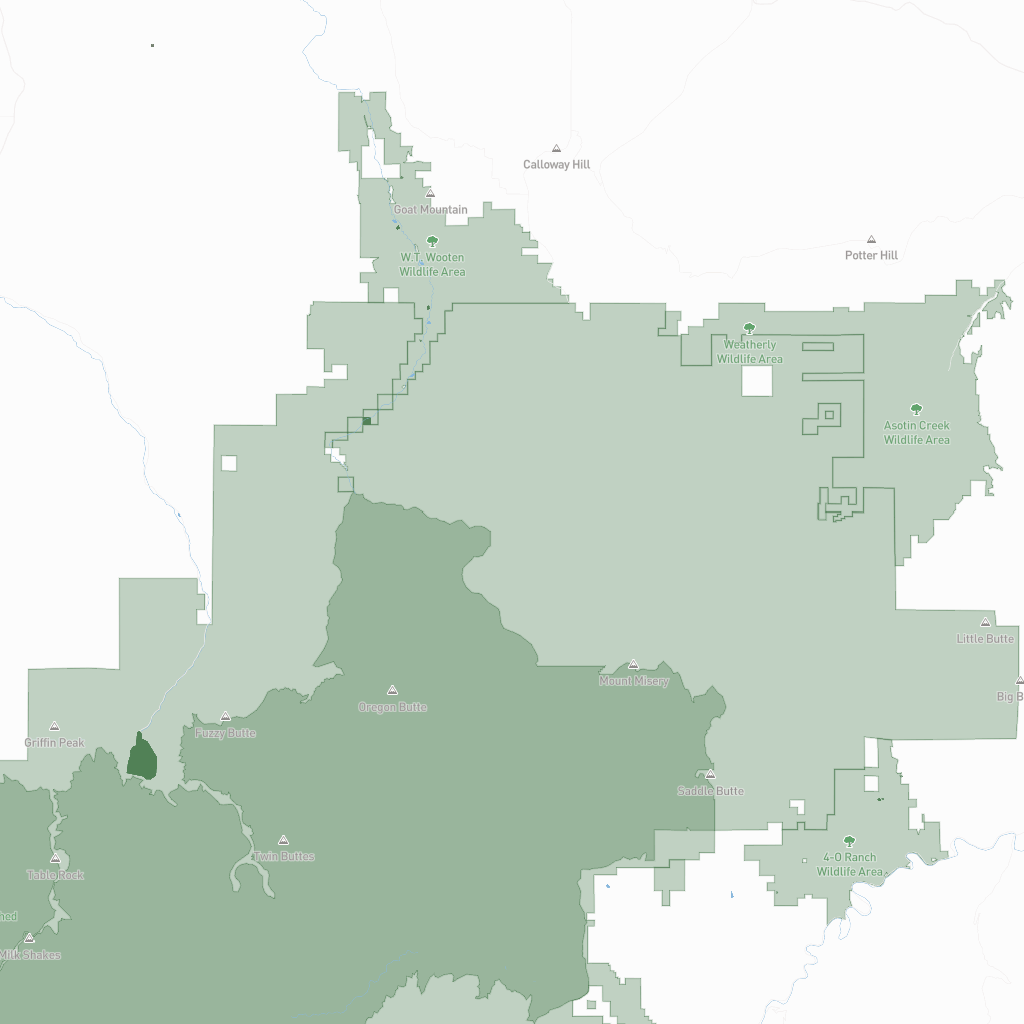 Calloway Hill
Goat Mountain
Potter Hill
W.T. Wooten
Wildlife Area
Weatherly
Wildlife Area
Asotin Creek
Wildlife Area
Little Butte
Mount Misery
Big B
Oregon Butte
Fuzzy Butte
Griffin Peak
Saddle Butte
Twin Buttes
4-O Ranch
Wildlife Area
Table Rock
hed
Milk Shakes